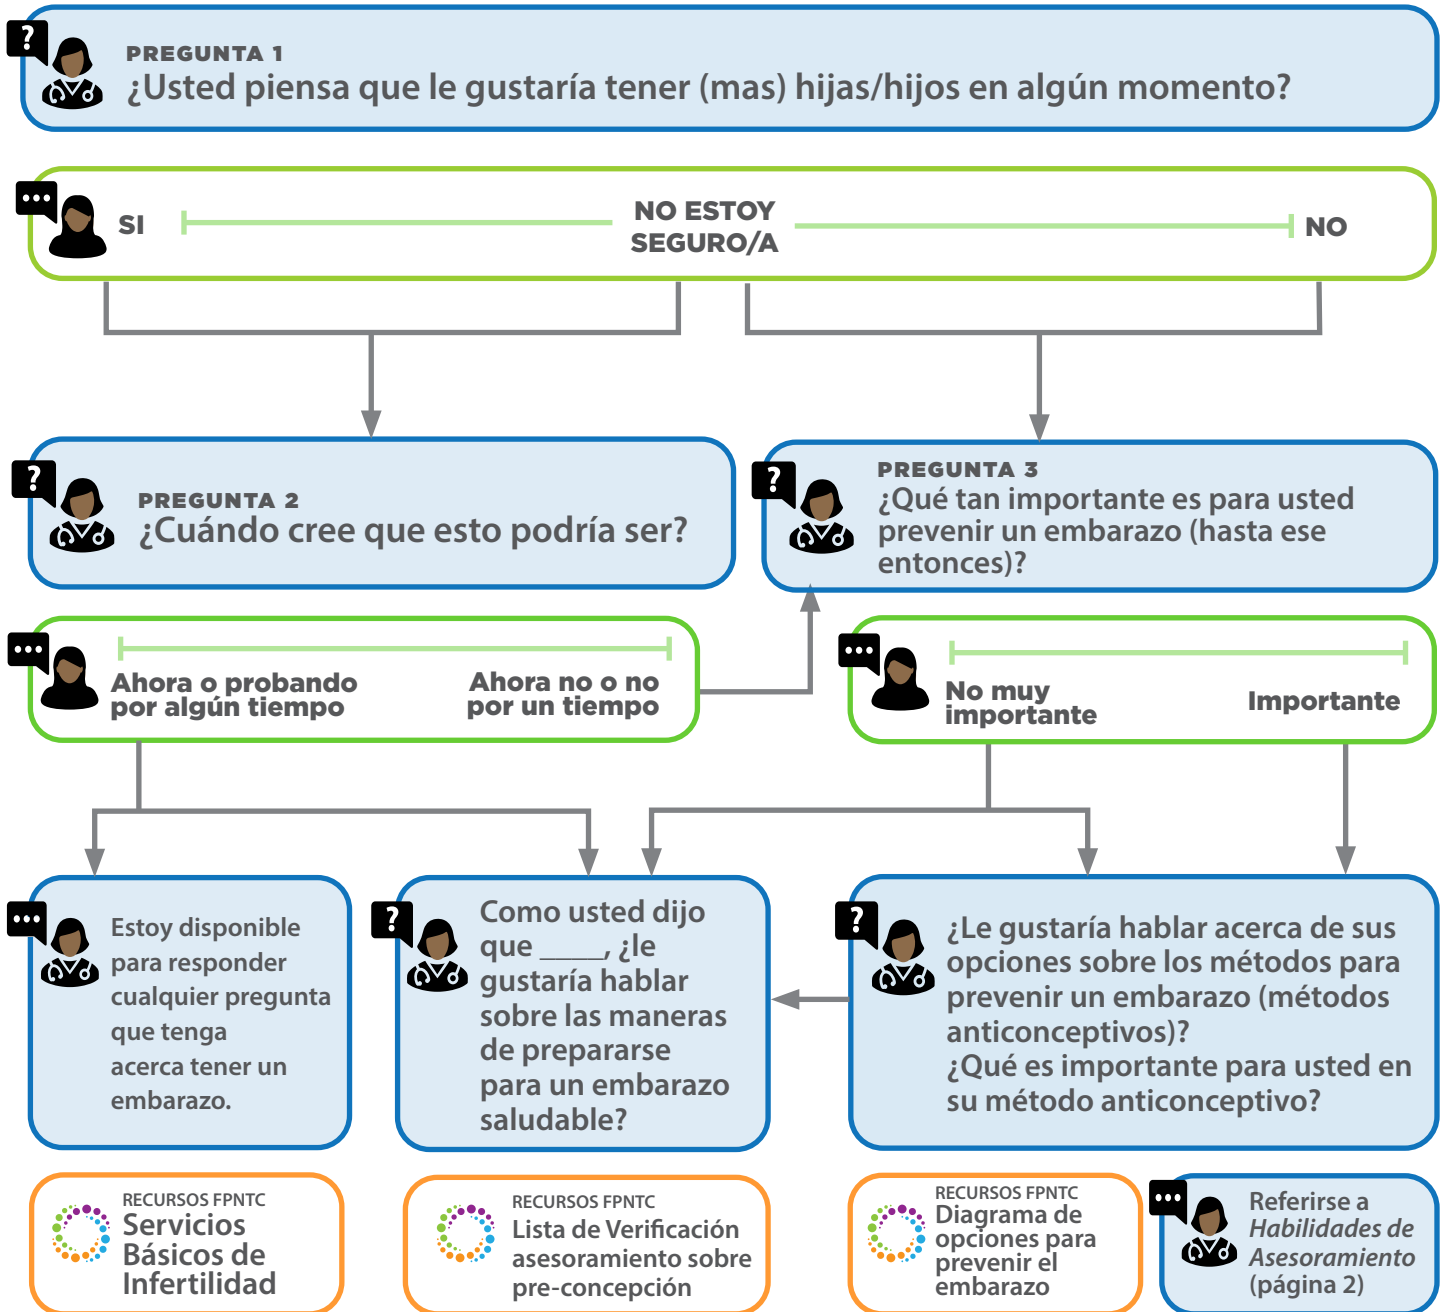 PREGUNTA 1
¿Usted piensa que le gustaría tener (mas) hijas/hijos en algún momento?
SI
NO ESTOY
SEGURO/A
NO
PREGUNTA 2
¿Cuándo cree que esto podría ser?
PREGUNTA 3
¿Qué tan importante es para usted
prevenir un embarazo (hasta ese
entonces)?
Ahora o probando
por algún tiempo
Ahora no o no
por un tiempo
No muy
importante
Importante
Estoy disponible
para responder
cualquier pregunta
que tenga
acerca tener un
embarazo.
Como usted dijo
que ____, ¿le
gustaría hablar
sobre las maneras
de prepararse
para un embarazo
saludable?
¿Le gustaría hablar acerca de sus
opciones sobre los métodos para
prevenir un embarazo (métodos
anticonceptivos)?
¿Qué es importante para usted en
su método anticonceptivo?
RECURSOS FPNTC
Servicios
Básicos de
Infertilidad
RECURSOS FPNTC
Lista de Verificación
asesoramiento sobre
pre-concepción
RECURSOS FPNTC
Diagrama de
opciones para
prevenir el
embarazo
Referirse a
Habilidades de
Asesoramiento
(página 2)